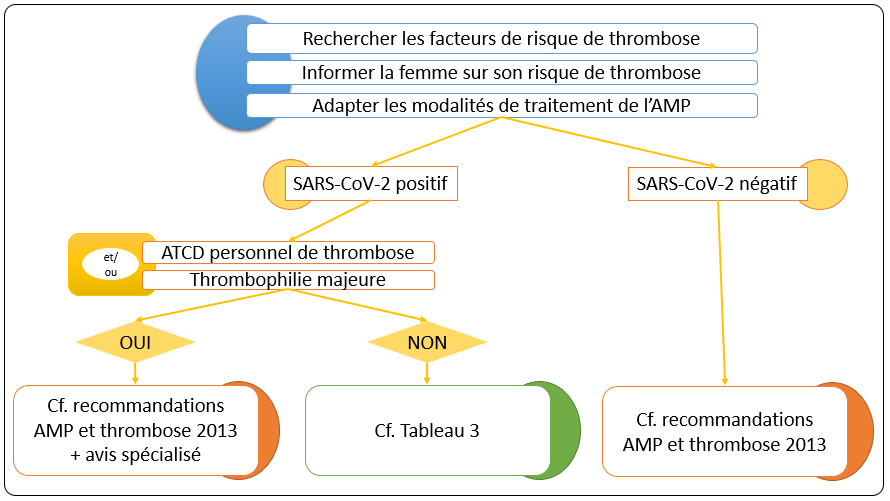 Rechercher les facteurs de risque de thrombose
Informer la femme sur son risque de thrombose
Adapter les modalités de traitement de l’AMP
SARS-CoV-2 positif
SARS-CoV-2 négatif
et/
ou
ATCD personnel de thrombose
Thrombophilie majeure
OUI
NON
Cf. recommandations
AMP et thrombose 2013
+ avis spécialisé
Cf. Tableau 3
Cf. recommandations
AMP et thrombose 2013